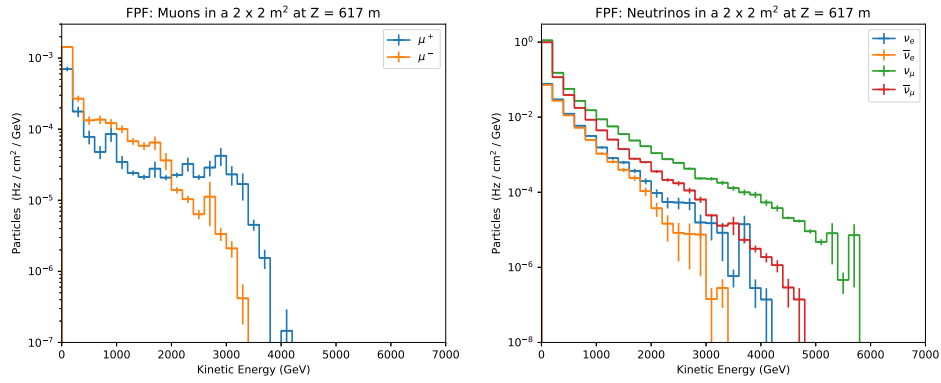 FPF: Muons in a 2 x 2 m² at Z = 617 m
μ⁺
μ⁻
10⁻³
10⁻⁴
10⁻⁵
10⁻⁶
10⁻⁷
Particles (Hz / cm² / GeV)
0 1000 2000 3000 4000 5000 6000 7000
Kinetic Energy (GeV)
FPF: Neutrinos in a 2 x 2 m² at Z = 617 m
νₑ
ν̅ₑ
ν_μ
ν̅_μ
10⁰
10⁻²
10⁻⁴
10⁻⁶
10⁻⁸
Particles (Hz / cm² / GeV)
0 1000 2000 3000 4000 5000 6000 7000
Kinetic Energy (GeV)